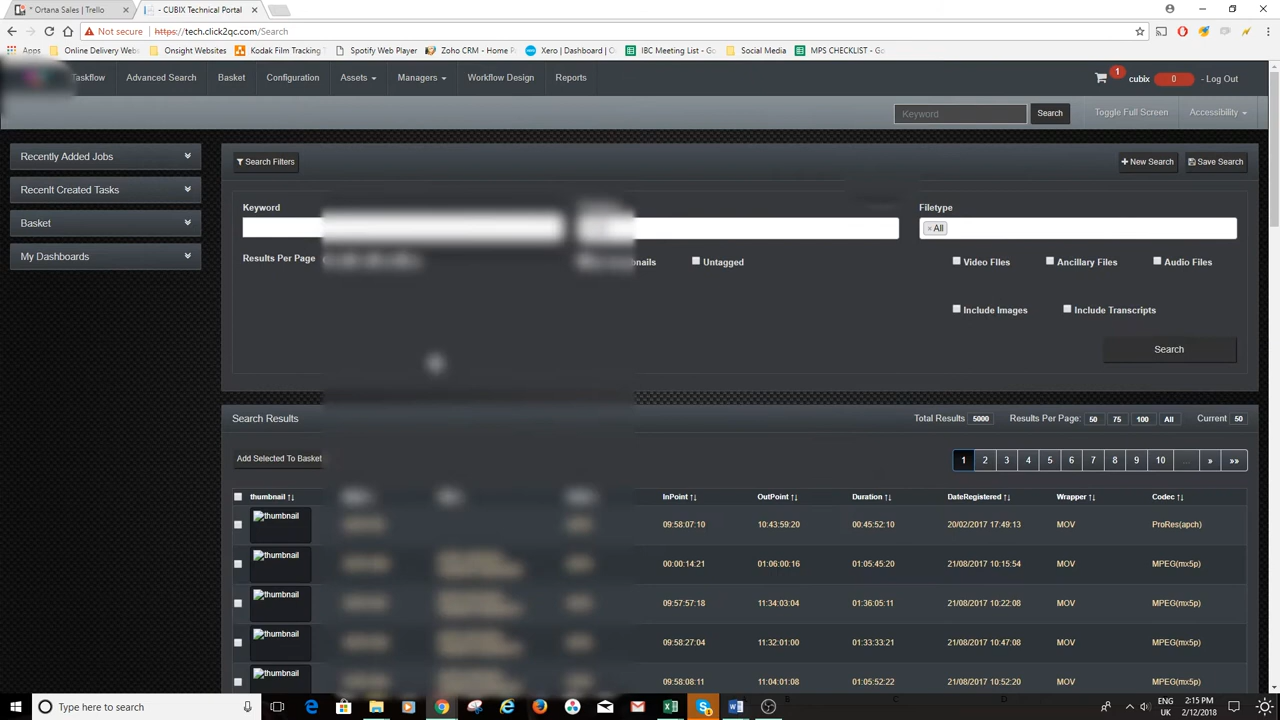 * Ortana Sales | Trello
- CUBIX Technical Portal
Not secure | https://tech.click2qc.com/Search
Apps Online Delivery Web Onsight Websites Kodak Film Tracking Spotify Web Player Zoho CRM - Home P Xero | Dashboard | C IBC Meeting List - G Social Media MPS CHECKLIST - Go
Taskflow Advanced Search Basket Configuration Assets Managers Workflow Design Reports 1 cubix 0 - Log Out
Keyword Search Toggle Full Screen Accessibility
Recently Added Jobs
Recenlt Created Tasks
Basket
My Dashboards
Search Filters + New Search Save Search
Keyword Filetype
× All
Results Per Page Untagged Video FIles Ancillary Files Audio Files
Include Images Include Transcripts
Search
Search Results Total Results 5000 Results Per Page: 50 75 100 All Current 50
Add Selected To Basket 1 2 3 4 5 6 7 8 9 10 ... » »»
thumbnail InPoint OutPoint Duration DateRegistered Wrapper Codec
thumbnail 09:58:07:10 10:43:59:20 00:45:52:10 20/02/2017 17:49:13 MOV ProRes(apch)
thumbnail 00:00:14:21 01:06:00:16 01:05:45:20 21/08/2017 10:15:54 MOV MPEG(mx5p)
thumbnail 09:57:57:18 11:34:03:04 01:36:05:11 21/08/2017 10:22:08 MOV MPEG(mx5p)
thumbnail 09:58:27:04 11:32:01:00 01:33:33:21 21/08/2017 10:47:08 MOV MPEG(mx5p)
thumbnail 09:58:08:11 11:04:01:08 01:05:52:22 21/08/2017 10:52:20 MOV MPEG(mx5p)
Type here to search ENG 2:15 PM
UK 2/12/2018